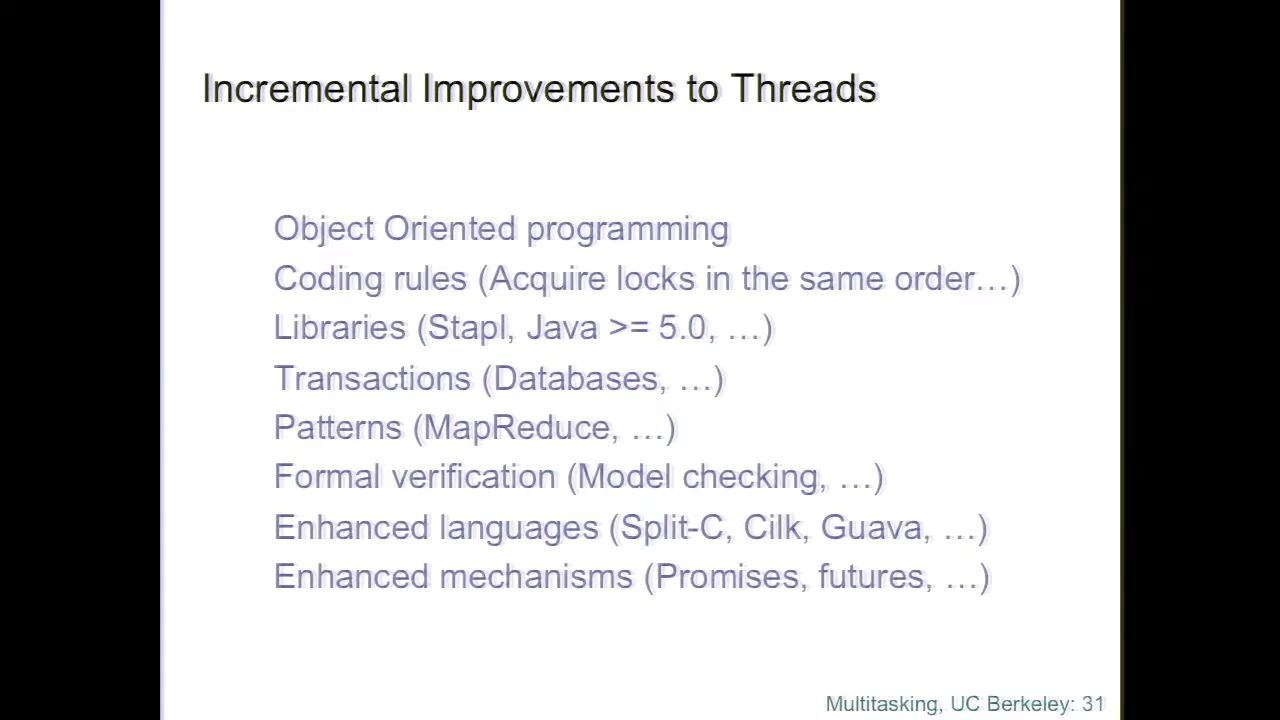 Incremental Improvements to Threads
Object Oriented programming
Coding rules (Acquire locks in the same order…)
Libraries (Stapl, Java >= 5.0, …)
Transactions (Databases, …)
Patterns (MapReduce, …)
Formal verification (Model checking, …)
Enhanced languages (Split-C, Cilk, Guava, …)
Enhanced mechanisms (Promises, futures, …)
Multitasking, UC Berkeley: 31